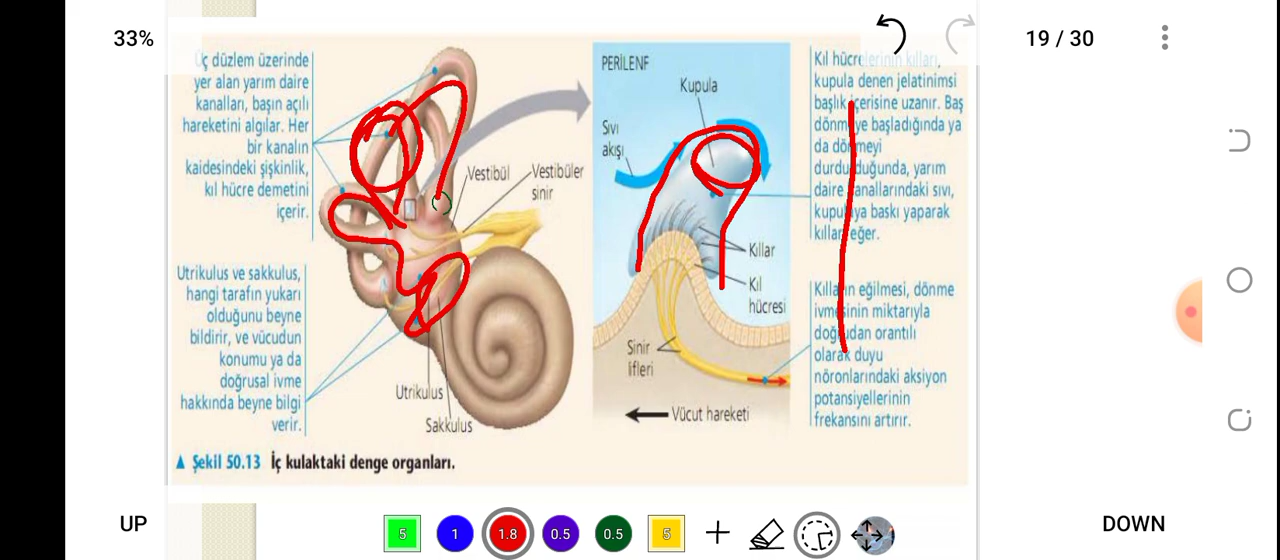 33%
19 / 30
Üç düzlem üzerinde
yer alan yarım daire
kanalları, başın açılı
hareketini algılar. Her
bir kanalın
kaidesindeki şişkinlik,
kıl hücre demetini
içerir.
Utrikulus ve sakkulus,
hangi tarafın yukarı
olduğunu beyne
bildirir, ve vücudun
konumu ya da
doğrusal ivme
hakkında beyne bilgi
verir.
Vestibül
Vestibüler
sinir
Utrikulus
Sakkulus
PERİLENF
Kupula
Sıvı
akışı
Kıllar
Kıl
hücresi
Sinir
lifleri
Vücut hareketi
Kıl hücrelerinin kılları,
kupula denen jelatinimsi
başlık içerisine uzanır. Baş
dönmeye başladığında ya
da dönmeyi
durdurduğunda, yarım
daire kanallarındaki sıvı,
kupulaya baskı yaparak
kılları eğer.
Kılların eğilmesi, dönme
ivmesinin miktarıyla
doğrudan orantılı
olarak duyu
nöronlarındaki aksiyon
potansiyellerinin
frekansını artırır.
▲ Şekil 50.13 İç kulaktaki denge organları.
UP
5
1
1.8
0.5
0.5
5
DOWN